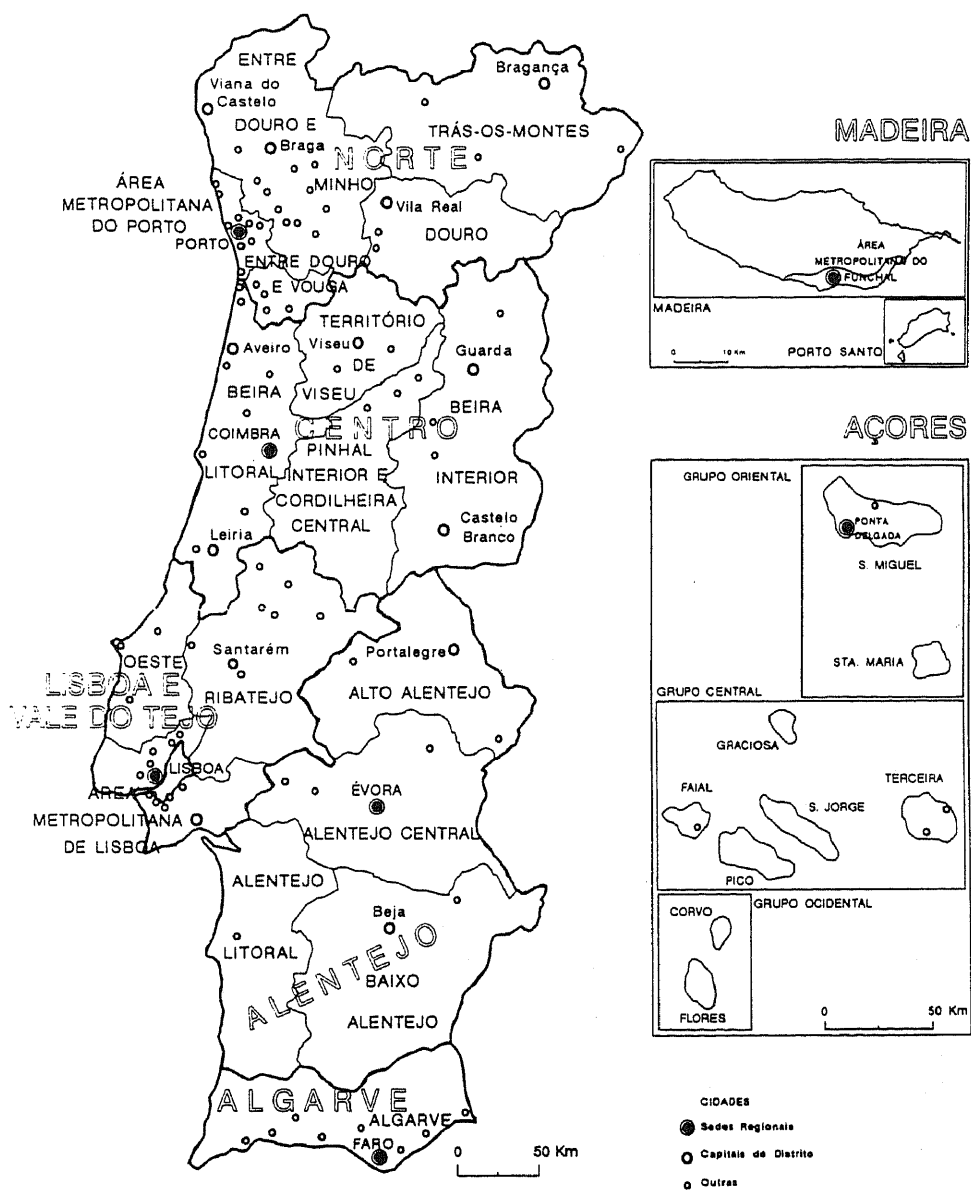 ENTRE
Viana do
Castelo
DOURO E
Braga
MINHO
Bragança
TRÁS-OS-MONTES
NORTE
ÁREA
METROPOLITANA
DO PORTO
PORTO
Vila Real
DOURO
ENTRE DOURO
E VOUGA
TERRITÓRIO
Viseu
DE
VISEU
Aveiro
Guarda
BEIRA
BEIRA
CENTRO
COIMBRA
PINHAL
LITORAL
INTERIOR E
INTERIOR
CORDILHEIRA
CENTRAL
Leiria
Castelo
Branco
Santarém
Portalegre
OESTE
LISBOA E
RIBATEJO
ALTO ALENTEJO
VALE DO TEJO
LISBOA
ÁREA
METROPOLITANA
DE LISBOA
ÉVORA
ALENTEJO CENTRAL
ALENTEJO
Beja
LITORAL
ALENTEJO
BAIXO
ALENTEJO
ALGARVE
ALGARVE
FARO
0 50 Km
MADEIRA
ÁREA
METROPOLITANA DO
FUNCHAL
MADEIRA
0 10 Km
PORTO SANTO
AÇORES
GRUPO ORIENTAL
PONTA
DELGADA
S. MIGUEL
STA. MARIA
GRUPO CENTRAL
GRACIOSA
FAIAL
TERCEIRA
S. JORGE
PICO
GRUPO OCIDENTAL
CORVO
FLORES
0 50 Km
CIDADES
Sedes Regionais
Capitais de Distrito
Outras